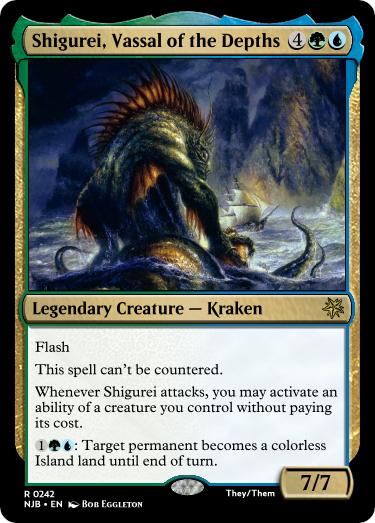 Shigurei, Vassal of the Depths 4
Legendary Creature — Kraken
Flash
This spell can't be countered.
Whenever Shigurei attacks, you may activate an
ability of a creature you control without paying
its cost.
1: Target permanent becomes a colorless
Island land until end of turn.
7/7
R 0242
NJB • EN Bob Eggleton
They/Them